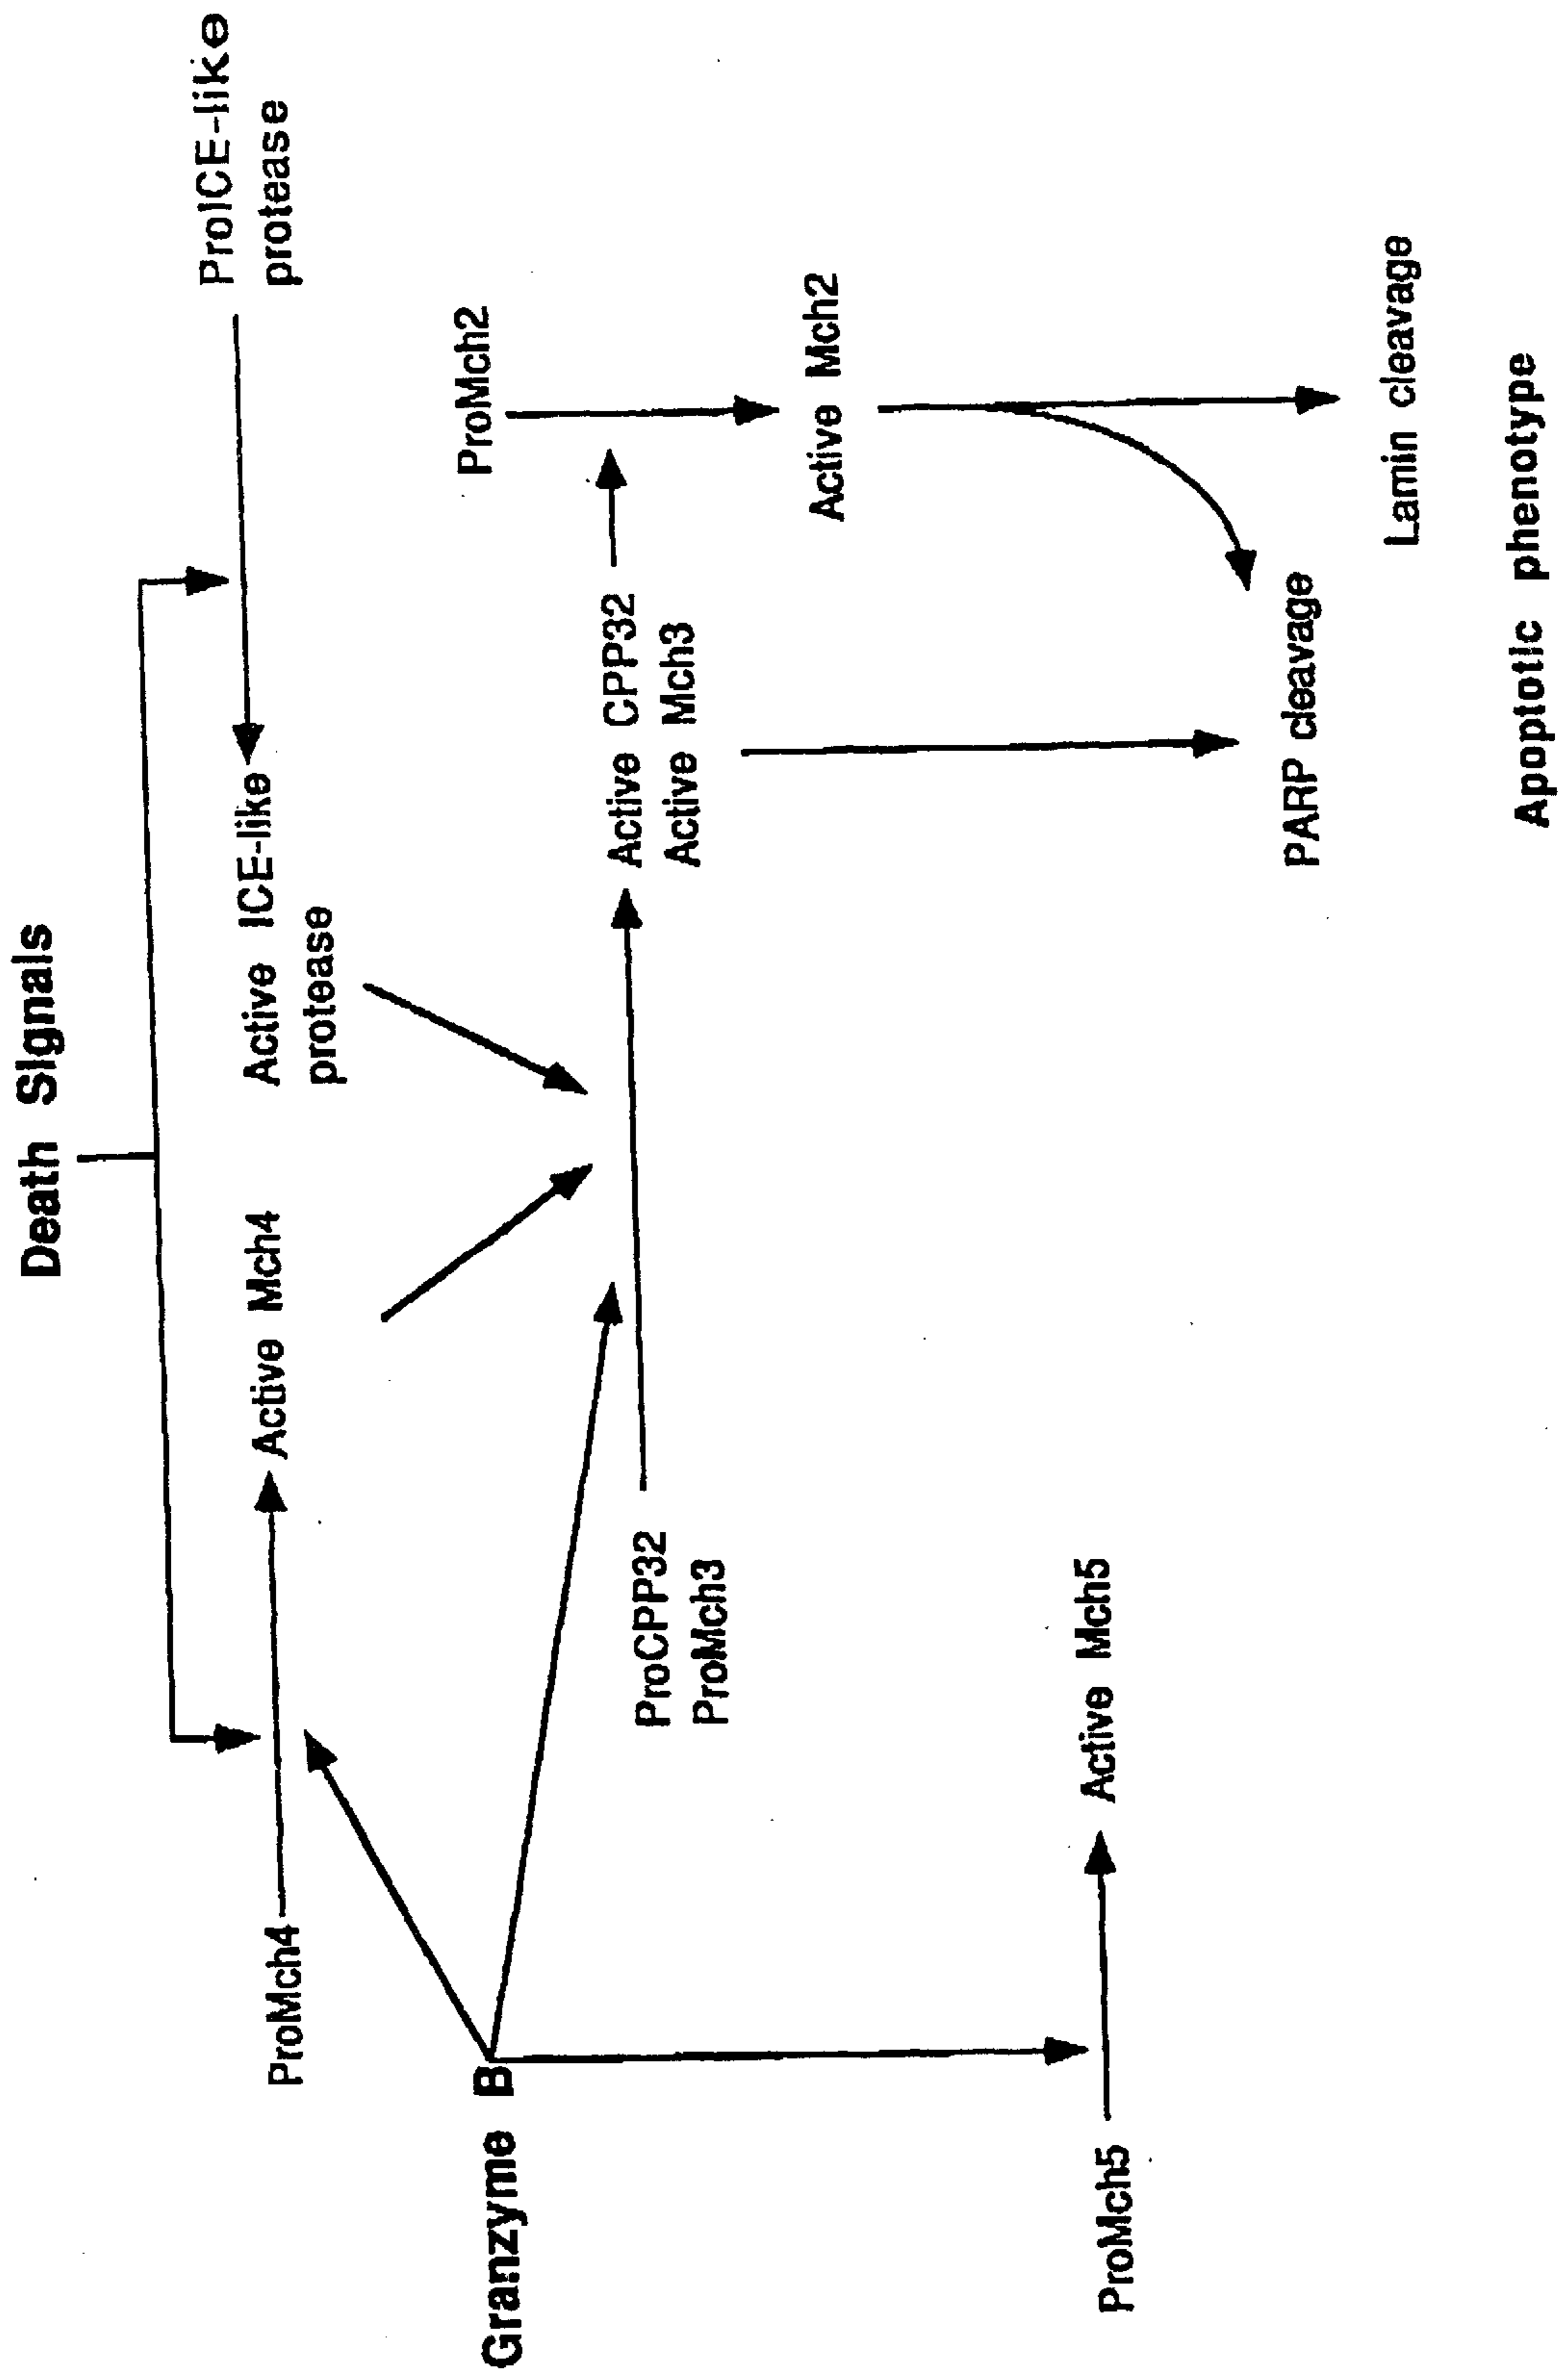 Death Signals
ProMch4
Active Mch4
Active ICE-like
protease
ProICE-like
protease
Granzyme B
ProCPP32
ProMch3
Active CPP32
Active Mch3
ProMch2
Active Mch2
ProMch5
Active Mch5
PARP cleavage
Lamin cleavage
Apoptotic phenotype